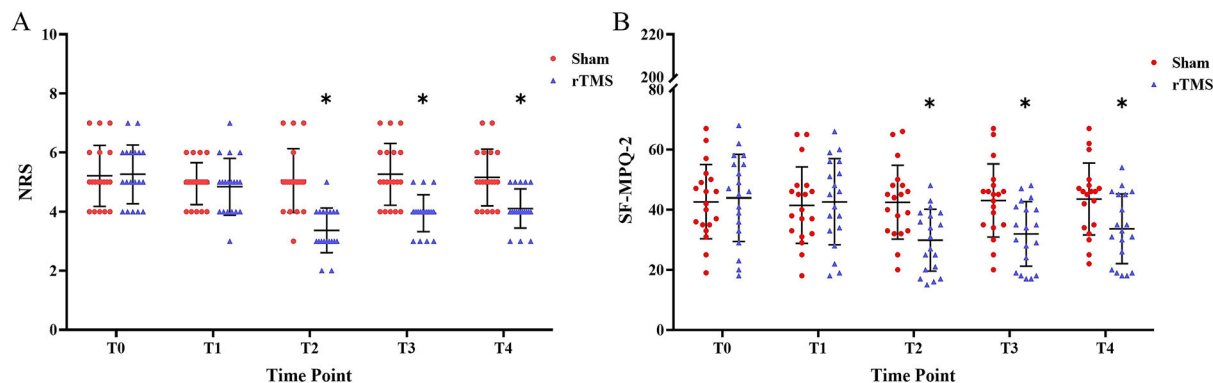 A
NRS
10
8
6
4
2
0
Sham
rTMS
* * *
T0 T1 T2 T3 T4
Time Point
B
SF-MPQ-2
220
200
80
60
40
20
0
Sham
rTMS
* * *
T0 T1 T2 T3 T4
Time Point